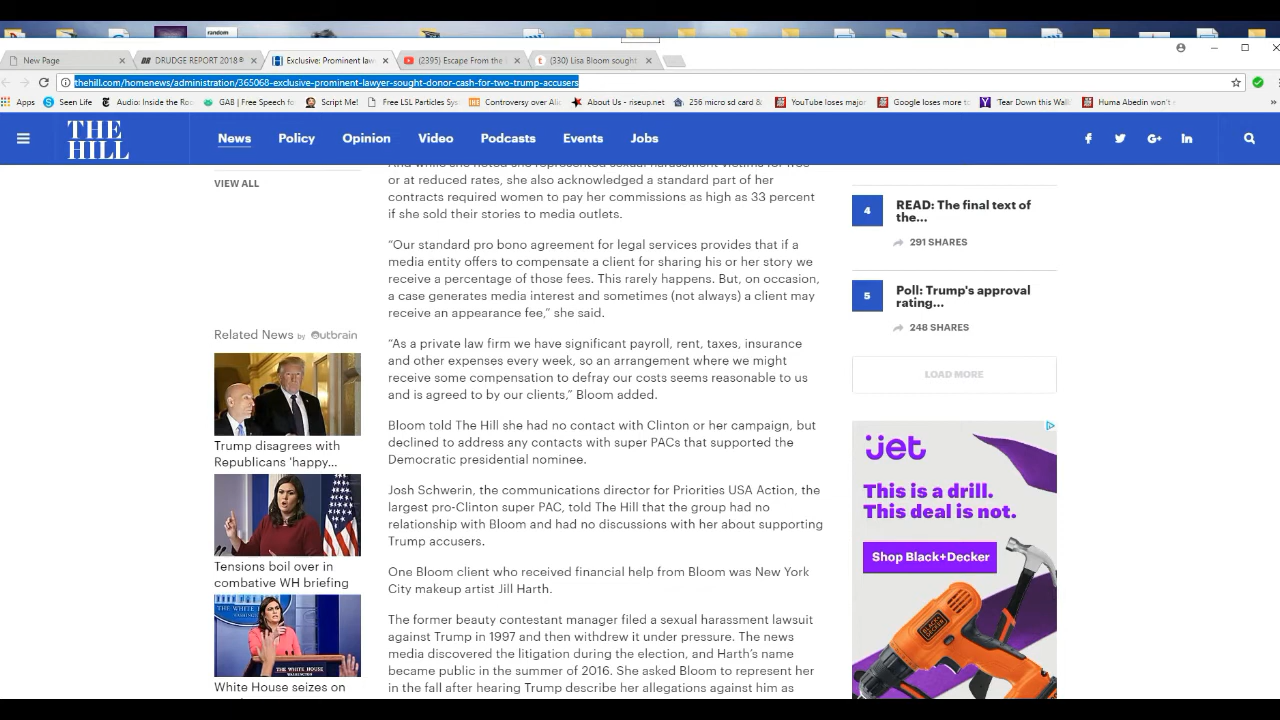 random
New Page
DRUDGE REPORT 2018®
Exclusive: Prominent law
(2395) Escape From the
(330) Lisa Bloom sought
thehill.com/homenews/administration/365068-exclusive-prominent-lawyer-sought-donor-cash-for-two-trump-accusers
Apps
Seen Life
Audio: Inside the Har
GAB | Free Speech fo
Script Me!
Free LSL Particles Sys
Controversy over Alic
About Us - riseup.net
256 micro sd card &
YouTube loses major
Google loses more to
'Tear Down this Wall
Huma Abedin won't
THE
HILL
News
Policy
Opinion
Video
Podcasts
Events
Jobs
VIEW ALL
Related News by Outbrain
Trump disagrees with
Republicans 'happy...
Tensions boil over in
combative WH briefing
THE WHITE HOUSE
White House seizes on
And while she noted she represented sexual harassment victims for free
or at reduced rates, she also acknowledged a standard part of her
contracts required women to pay her commissions as high as 33 percent
if she sold their stories to media outlets.
“Our standard pro bono agreement for legal services provides that if a
media entity offers to compensate a client for sharing his or her story we
receive a percentage of those fees. This rarely happens. But, on occasion,
a case generates media interest and sometimes (not always) a client may
receive an appearance fee,” she said.
“As a private law firm we have significant payroll, rent, taxes, insurance
and other expenses every week, so an arrangement where we might
receive some compensation to defray our costs seems reasonable to us
and is agreed to by our clients,” Bloom added.
Bloom told The Hill she had no contact with Clinton or her campaign, but
declined to address any contacts with super PACs that supported the
Democratic presidential nominee.
Josh Schwerin, the communications director for Priorities USA Action, the
largest pro-Clinton super PAC, told The Hill that the group had no
relationship with Bloom and had no discussions with her about supporting
Trump accusers.
One Bloom client who received financial help from Bloom was New York
City makeup artist Jill Harth.
The former beauty contestant manager filed a sexual harassment lawsuit
against Trump in 1997 and then withdrew it under pressure. The news
media discovered the litigation during the election, and Harth’s name
became public in the summer of 2016. She asked Bloom to represent her
in the fall after hearing Trump describe her allegations against him as
4
READ: The final text of
the...
291 SHARES
5
Poll: Trump's approval
rating...
248 SHARES
LOAD MORE
jet
This is a drill.
This deal is not.
Shop Black+Decker
BLACK+
DECKER